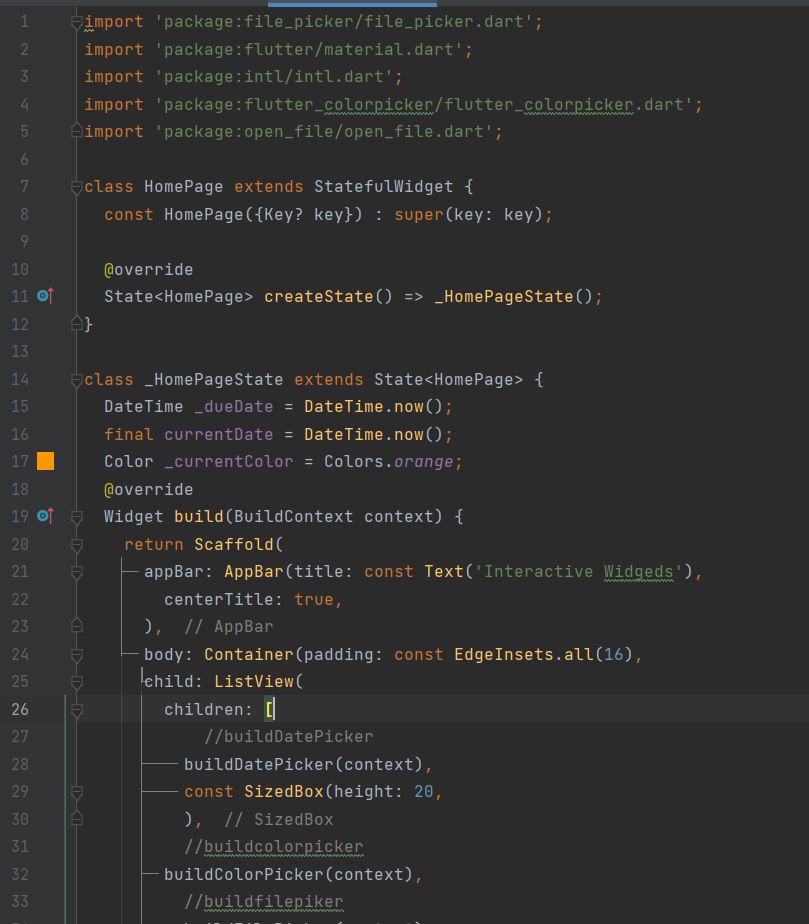 1 import 'package:file_picker/file_picker.dart';
2 import 'package:flutter/material.dart';
3 import 'package:intl/intl.dart';
4 import 'package:flutter_colorpicker/flutter_colorpicker.dart';
5 import 'package:open_file/open_file.dart';
6
7 class HomePage extends StatefulWidget {
8 const HomePage({Key? key}) : super(key: key);
9
10 @override
11 State<HomePage> createState() => _HomePageState();
12 }
13
14 class _HomePageState extends State<HomePage> {
15 DateTime _dueDate = DateTime.now();
16 final currentDate = DateTime.now();
17 Color _currentColor = Colors.orange;
18 @override
19 Widget build(BuildContext context) {
20 return Scaffold(
21 appBar: AppBar(title: const Text('Interactive Widgeds'),
22 centerTitle: true,
23 ), // AppBar
24 body: Container(padding: const EdgeInsets.all(16),
25 child: ListView(
26 children: [
27 //buildDatePicker
28 buildDatePicker(context),
29 const SizedBox(height: 20,
30 ), // SizedBox
31 //buildcolorpicker
32 buildColorPicker(context),
33 //buildfilepiker